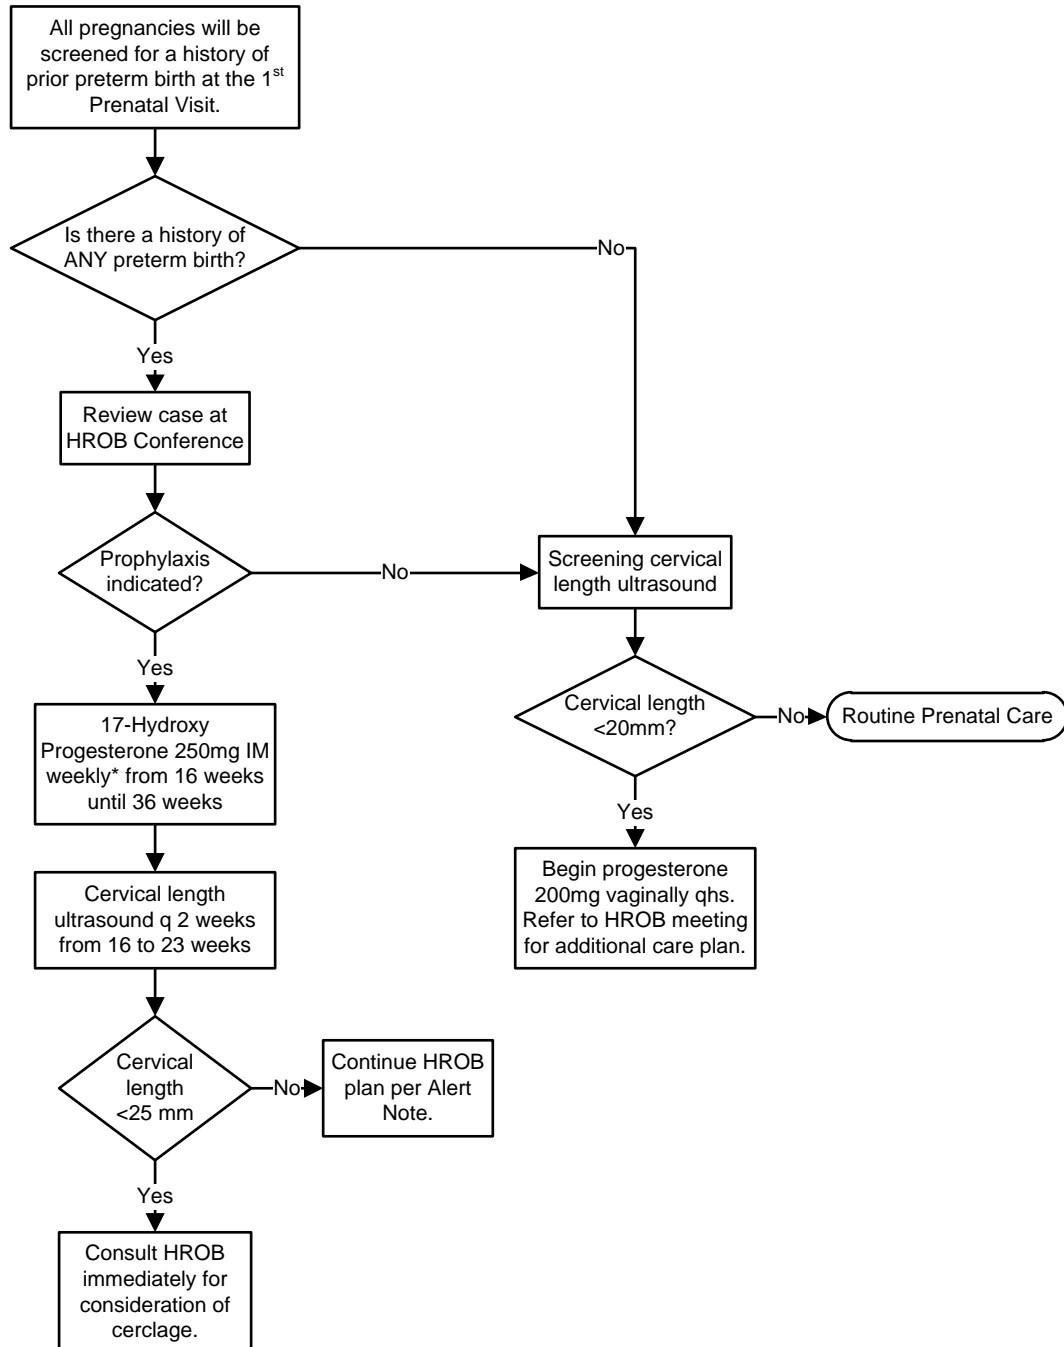 All pregnancies will be
screened for a history of
prior preterm birth at the 1st
Prenatal Visit.
Is there a history of
ANY preterm birth?
No
Yes
Review case at
HROB Conference
Prophylaxis
indicated?
No
Screening cervical
length ultrasound
Yes
Cervical length
<20mm?
No
Routine Prenatal Care
17-Hydroxy
Progesterone 250mg IM
weekly* from 16 weeks
until 36 weeks
Yes
Begin progesterone
200mg vaginally qhs.
Refer to HROB meeting
for additional care plan.
Cervical length
ultrasound q 2 weeks
from 16 to 23 weeks
Cervical
length
<25 mm
No
Continue HROB
plan per Alert
Note.
Yes
Consult HROB
immediately for
consideration of
cerclage.